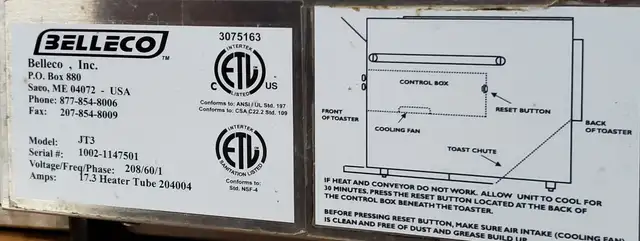 BELLECO™
Belleco , Inc.
P.O. Box 880
Saco, ME 04072 - USA
Phone: 877-854-8006
Fax: 207-854-8009
Model: JT3
Serial #: 1002-1147501
Voltage/Freq/Phase: 208/60/1
Amps: 17.3 Heater Tube 204004
3075163
INTERTEK
C ETL US
LISTED
Conforms to: ANSI / UL Std. 197
Conforms to: CSA C22.2 Std. 109
INTERTEK
ETL
SANITATION LISTED
Conforms to:
Std. NSF-4
CONTROL BOX
RESET BUTTON
FRONT
OF TOASTER
COOLING FAN
BACK
OF TOASTER
TOAST CHUTE
IF HEAT AND CONVEYOR DO NOT WORK. ALLOW UNIT TO COOL FOR
30 MINUTES. PRESS THE RESET BUTTON LOCATED AT THE BACK OF
THE CONTROL BOX BENEATH THE TOASTER.
BEFORE PRESSING RESET BUTTON, MAKE SURE AIR INTAKE (COOLING FAN)
IS CLEAN AND FREE OF DUST AND GREASE BUILD UP.